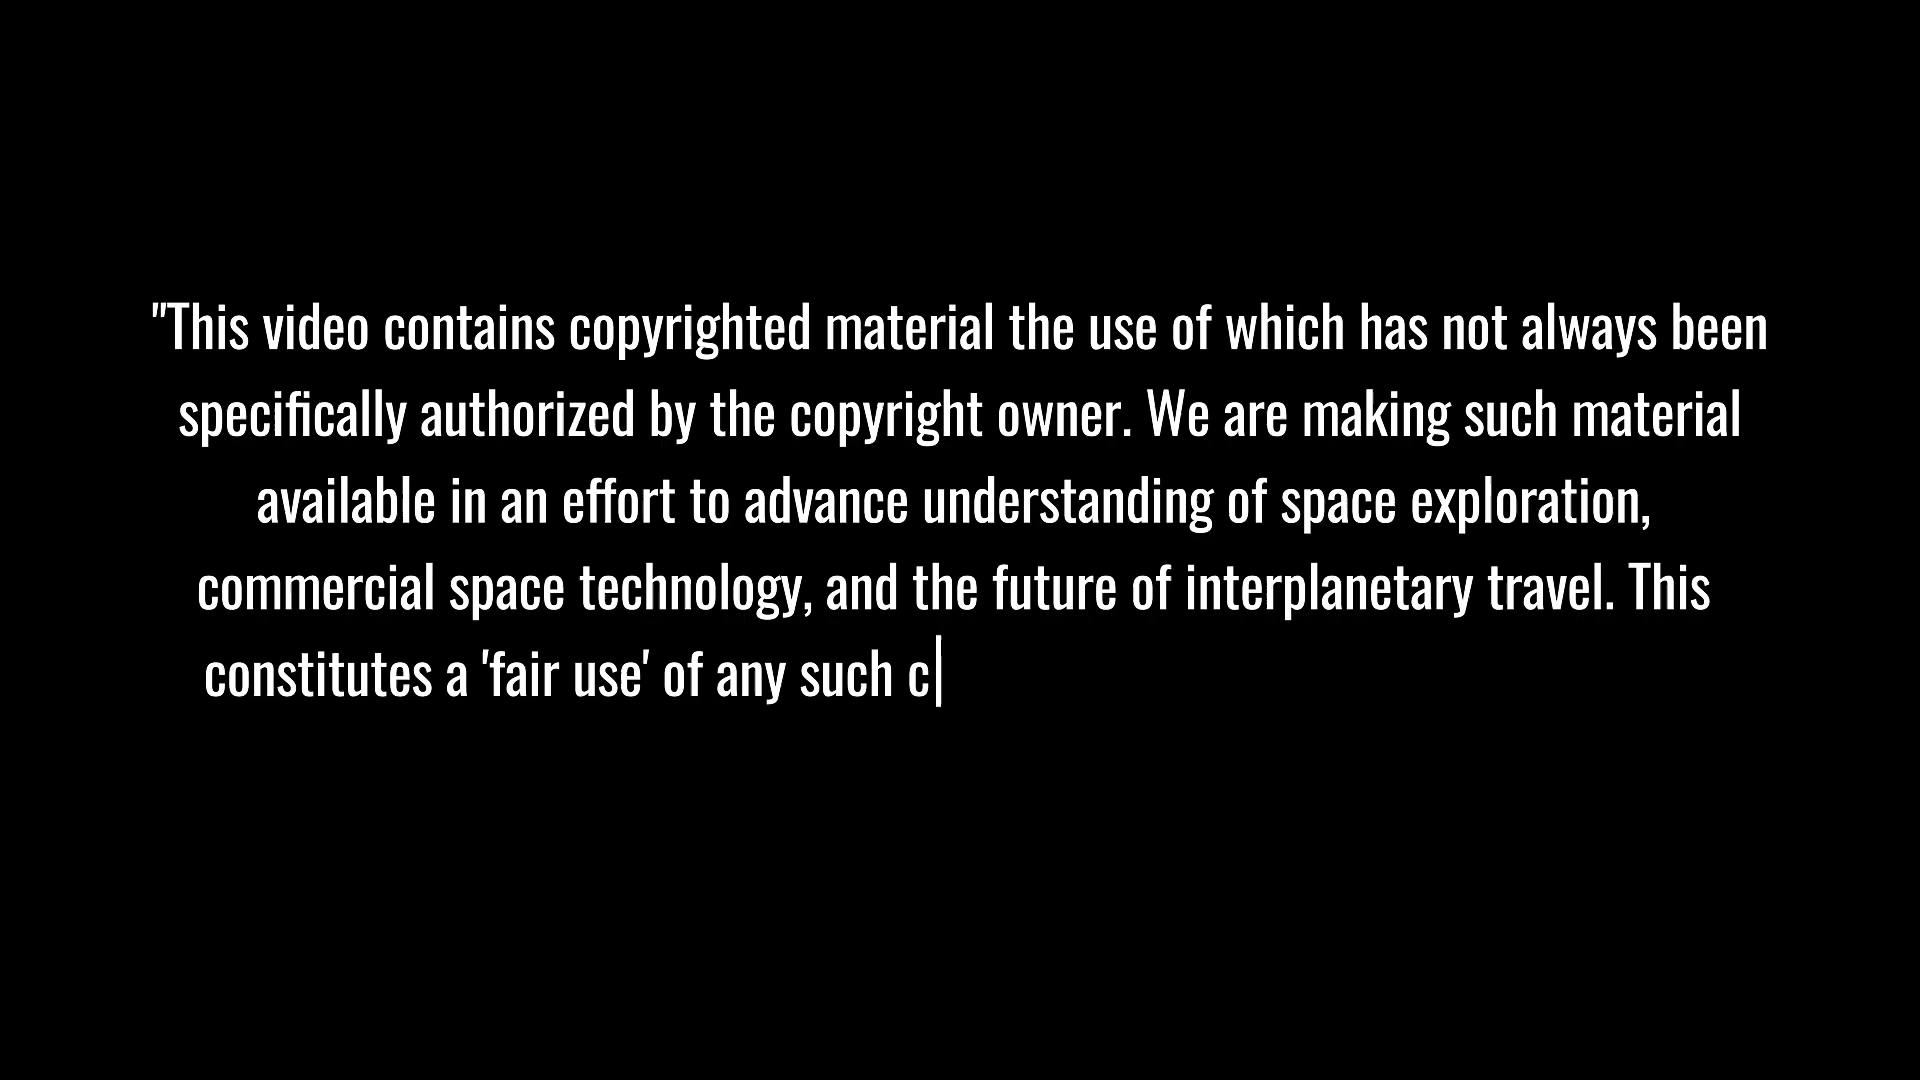 "This video contains copyrighted material the use of which has not always been
specifically authorized by the copyright owner. We are making such material
available in an effort to advance understanding of space exploration,
commercial space technology, and the future of interplanetary travel. This
constitutes a 'fair use' of any such c